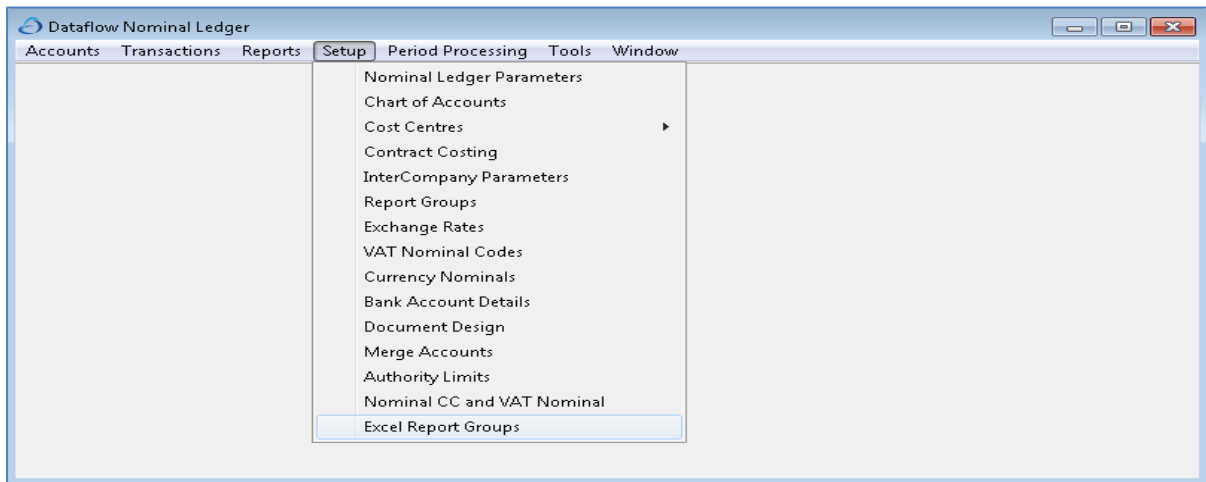 Dataflow Nominal Ledger
Accounts Transactions Reports Setup Period Processing Tools Window
Nominal Ledger Parameters
Chart of Accounts
Cost Centres
Contract Costing
InterCompany Parameters
Report Groups
Exchange Rates
VAT Nominal Codes
Currency Nominals
Bank Account Details
Document Design
Merge Accounts
Authority Limits
Nominal CC and VAT Nominal
Excel Report Groups